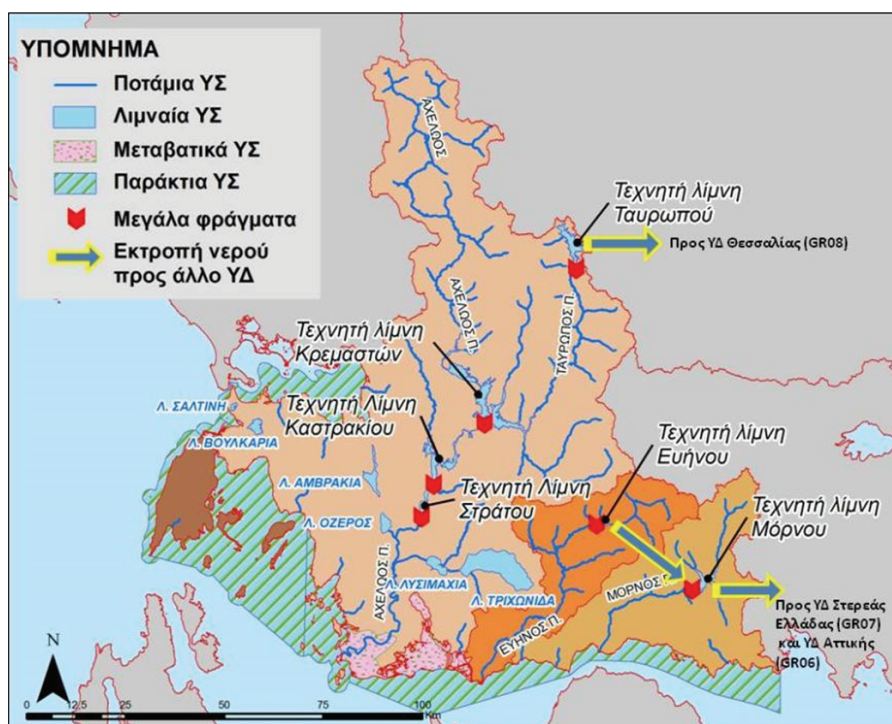 ΥΠΟΜΝΗΜΑ
Ποτάμια ΥΣ
Λιμναία ΥΣ
Μεταβατικά ΥΣ
Παράκτια ΥΣ
Μεγάλα φράγματα
Εκτροπή νερού
προς άλλο ΥΔ
ΑΧΕΛΩΟΣ
Τεχνητή λίμνη
Ταυρωπού
Προς ΥΔ Θεσσαλίας (GR08)
ΑΧΕΛΩΟΣ Π.
ΤΑΥΡΩΠΟΣ Π.
Τεχνητή λίμνη
Κρεμαστών
Λ. ΣΑΛΤΙΝΗ
Τεχνητή Λίμνη
Καστρακίου
Λ. ΒΟΥΛΚΑΡΙΑ
Τεχνητή λίμνη
Ευήνου
Λ. ΑΜΒΡΑΚΙΑ
Τεχνητή Λίμνη
Στράτου
Τεχνητή λίμνη
Μόρνου
Λ. ΟΖΕΡΟΣ
ΑΧΕΛΩΟΣ Π.
Λ. ΛΥΣΙΜΑΧΙΑ
Λ. ΤΡΙΧΩΝΙΔΑ
ΜΟΡΝΟΣ
ΕΥΗΝΟΣ Π.
Προς ΥΔ Στερεάς
Ελλάδας (GR07)
και ΥΔ Αττικής
(GR06)
N
0 12,5 25 50 75 100
Km